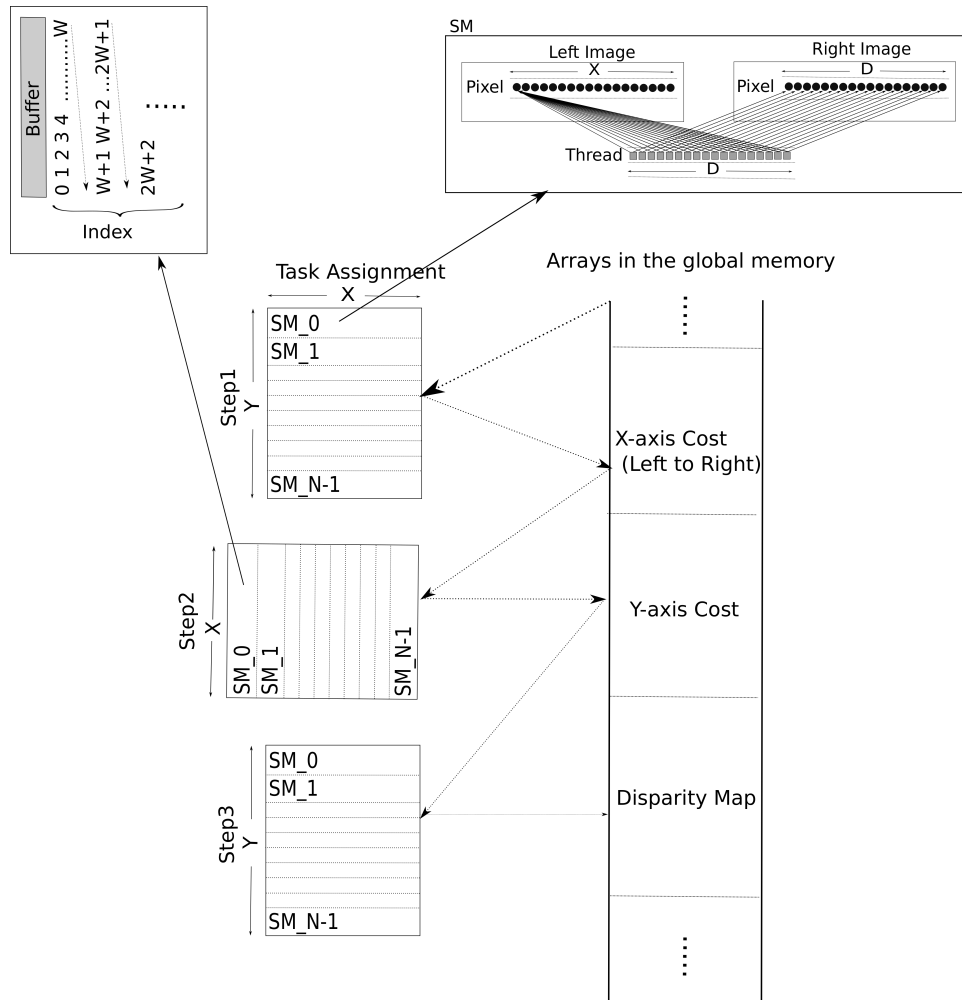 Buffer
0 1 2 3 4 ..........W
W+1 W+2 ...2W+1
2W+2
.....
Index
SM
Left Image
X
Pixel
Right Image
D
Pixel
Thread
D
Task Assignment
X
Step1
Y
SM_0
SM_1
SM_N-1
Step2
X
SM_0
SM_1
SM_N-1
Step3
Y
SM_0
SM_1
SM_N-1
Arrays in the global memory
X-axis Cost
(Left to Right)
Y-axis Cost
Disparity Map